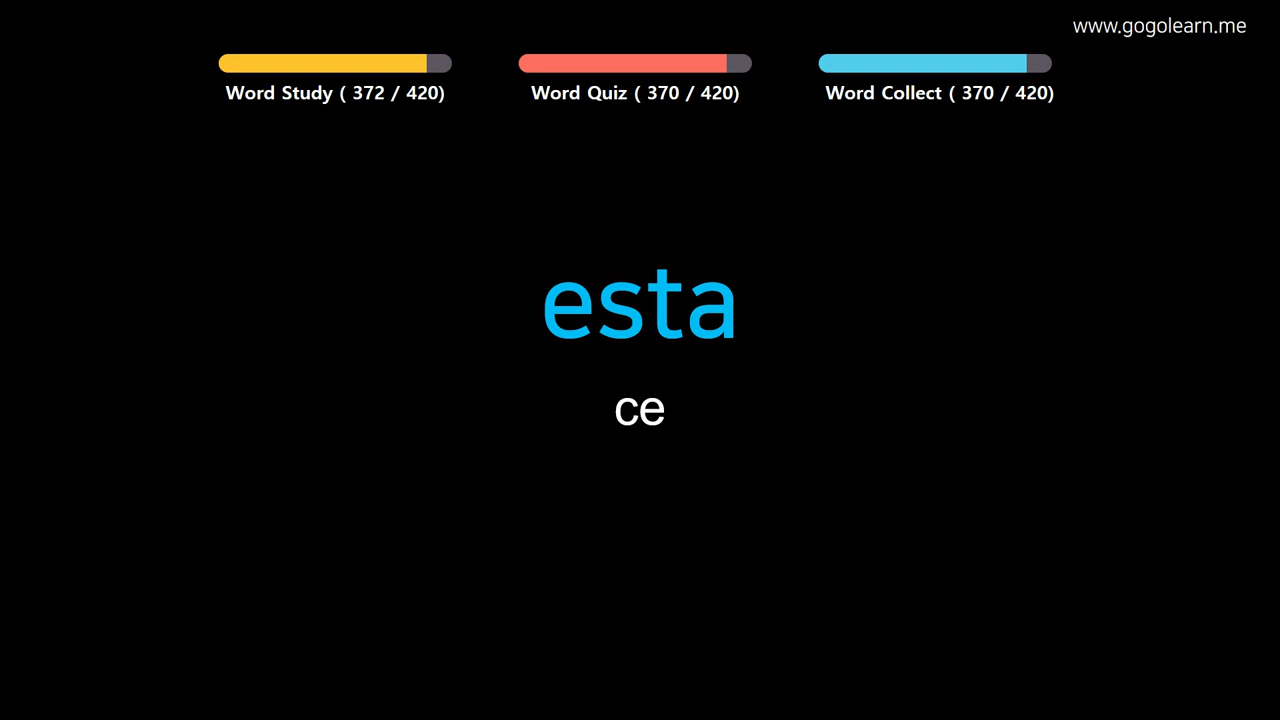 www.gogolearn.me
Word Study ( 372 / 420)
Word Quiz ( 370 / 420)
Word Collect ( 370 / 420)
esta
ce